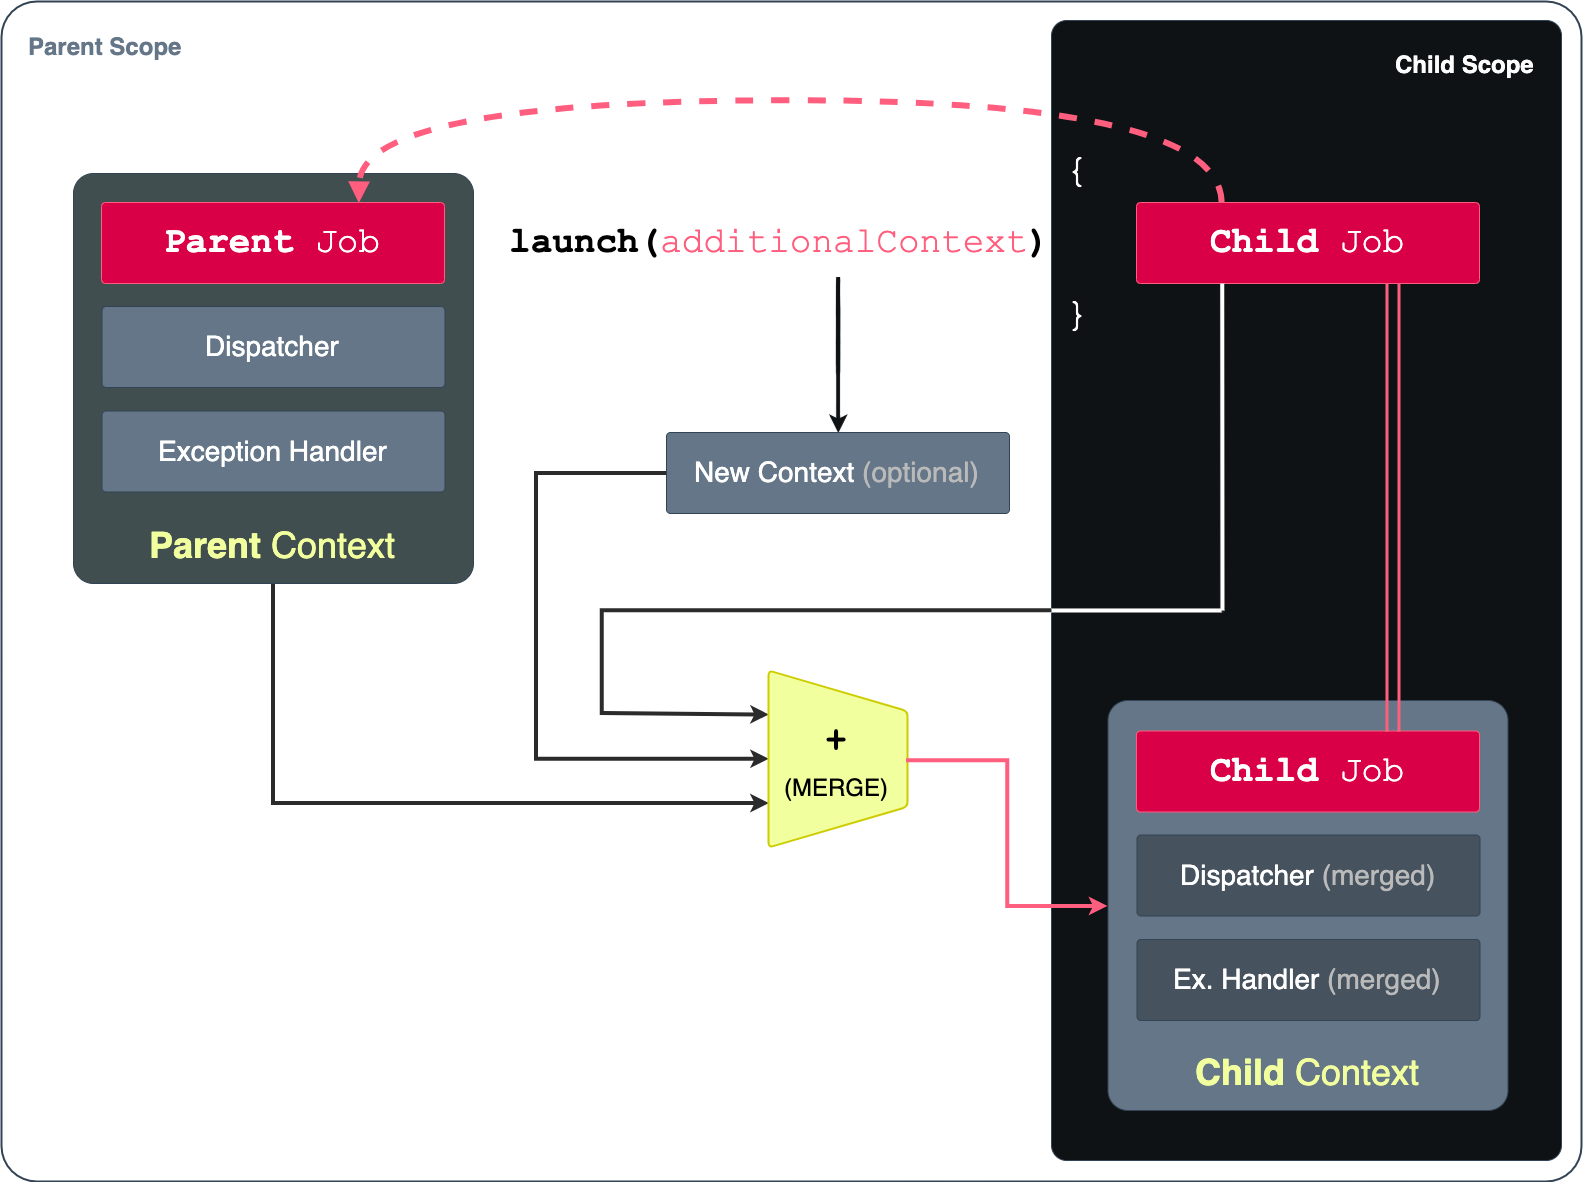 Parent Scope
Child Scope
{
Parent Job
launch(additionalContext)
Child Job
}
Dispatcher
Exception Handler
New Context (optional)
Parent Context
+
(MERGE)
Child Job
Dispatcher (merged)
Ex. Handler (merged)
Child Context